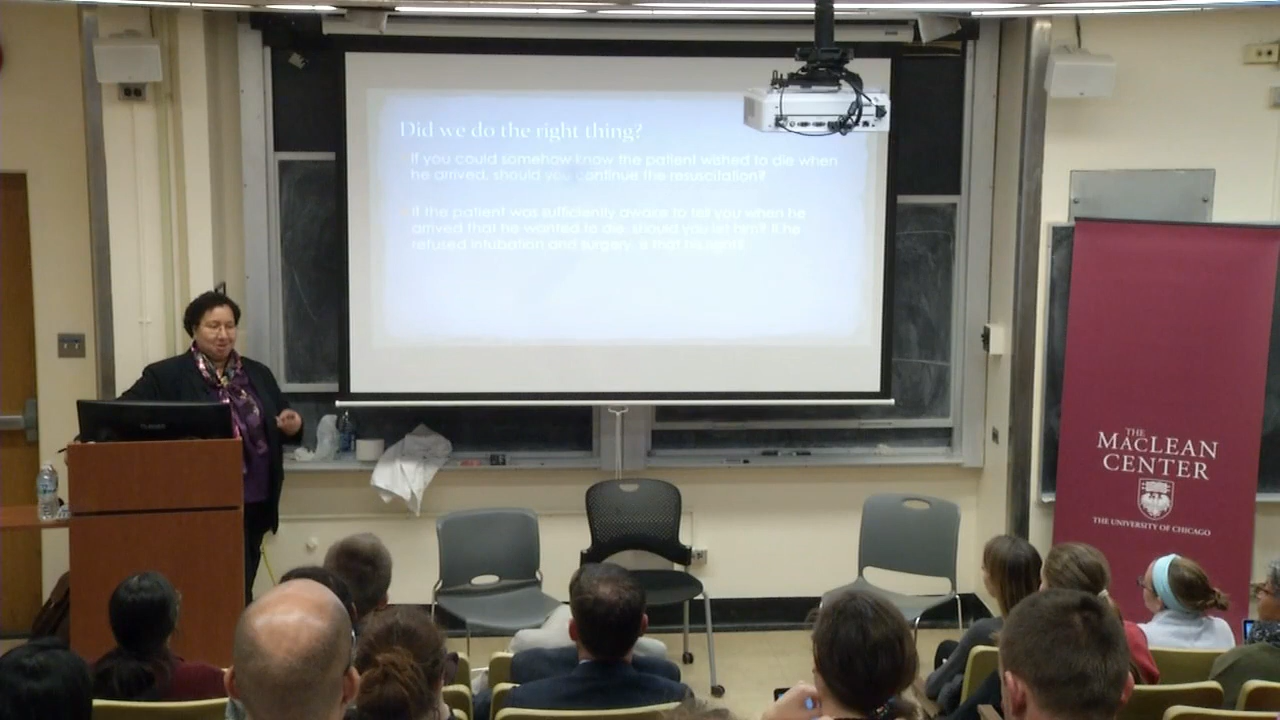 Did we do the right thing?
If you could somehow know the patient wished to die when
he arrived, should you continue the resuscitation?
If the patient was sufficiently aware to tell you when he
arrived that he wanted to die, should you let him? If he
refused intubation and surgery, is that his right?
THE
MACLEAN
CENTER
THE UNIVERSITY OF CHICAGO